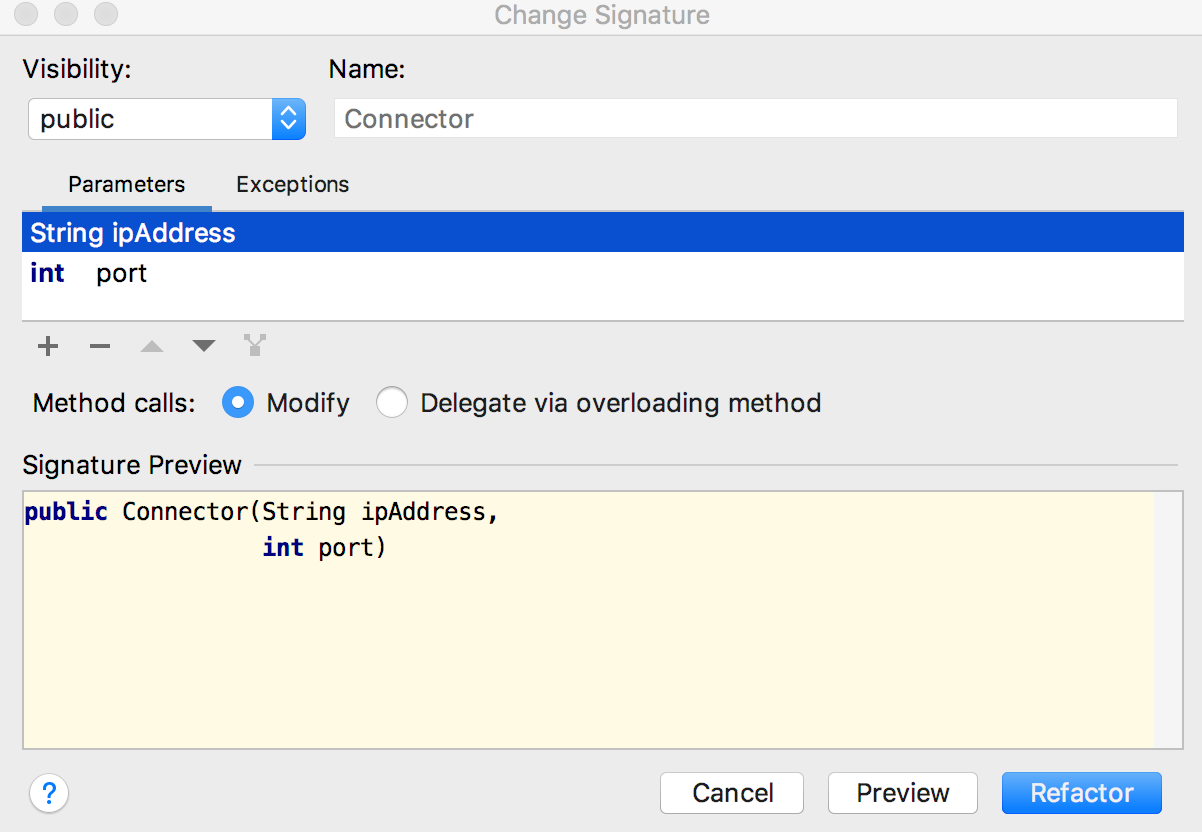 Change Signature
Visibility: Name:
public Connector
Parameters Exceptions
String ipAddress
int port
Method calls: Modify Delegate via overloading method
Signature Preview
public Connector(String ipAddress,
int port)
? Cancel Preview Refactor